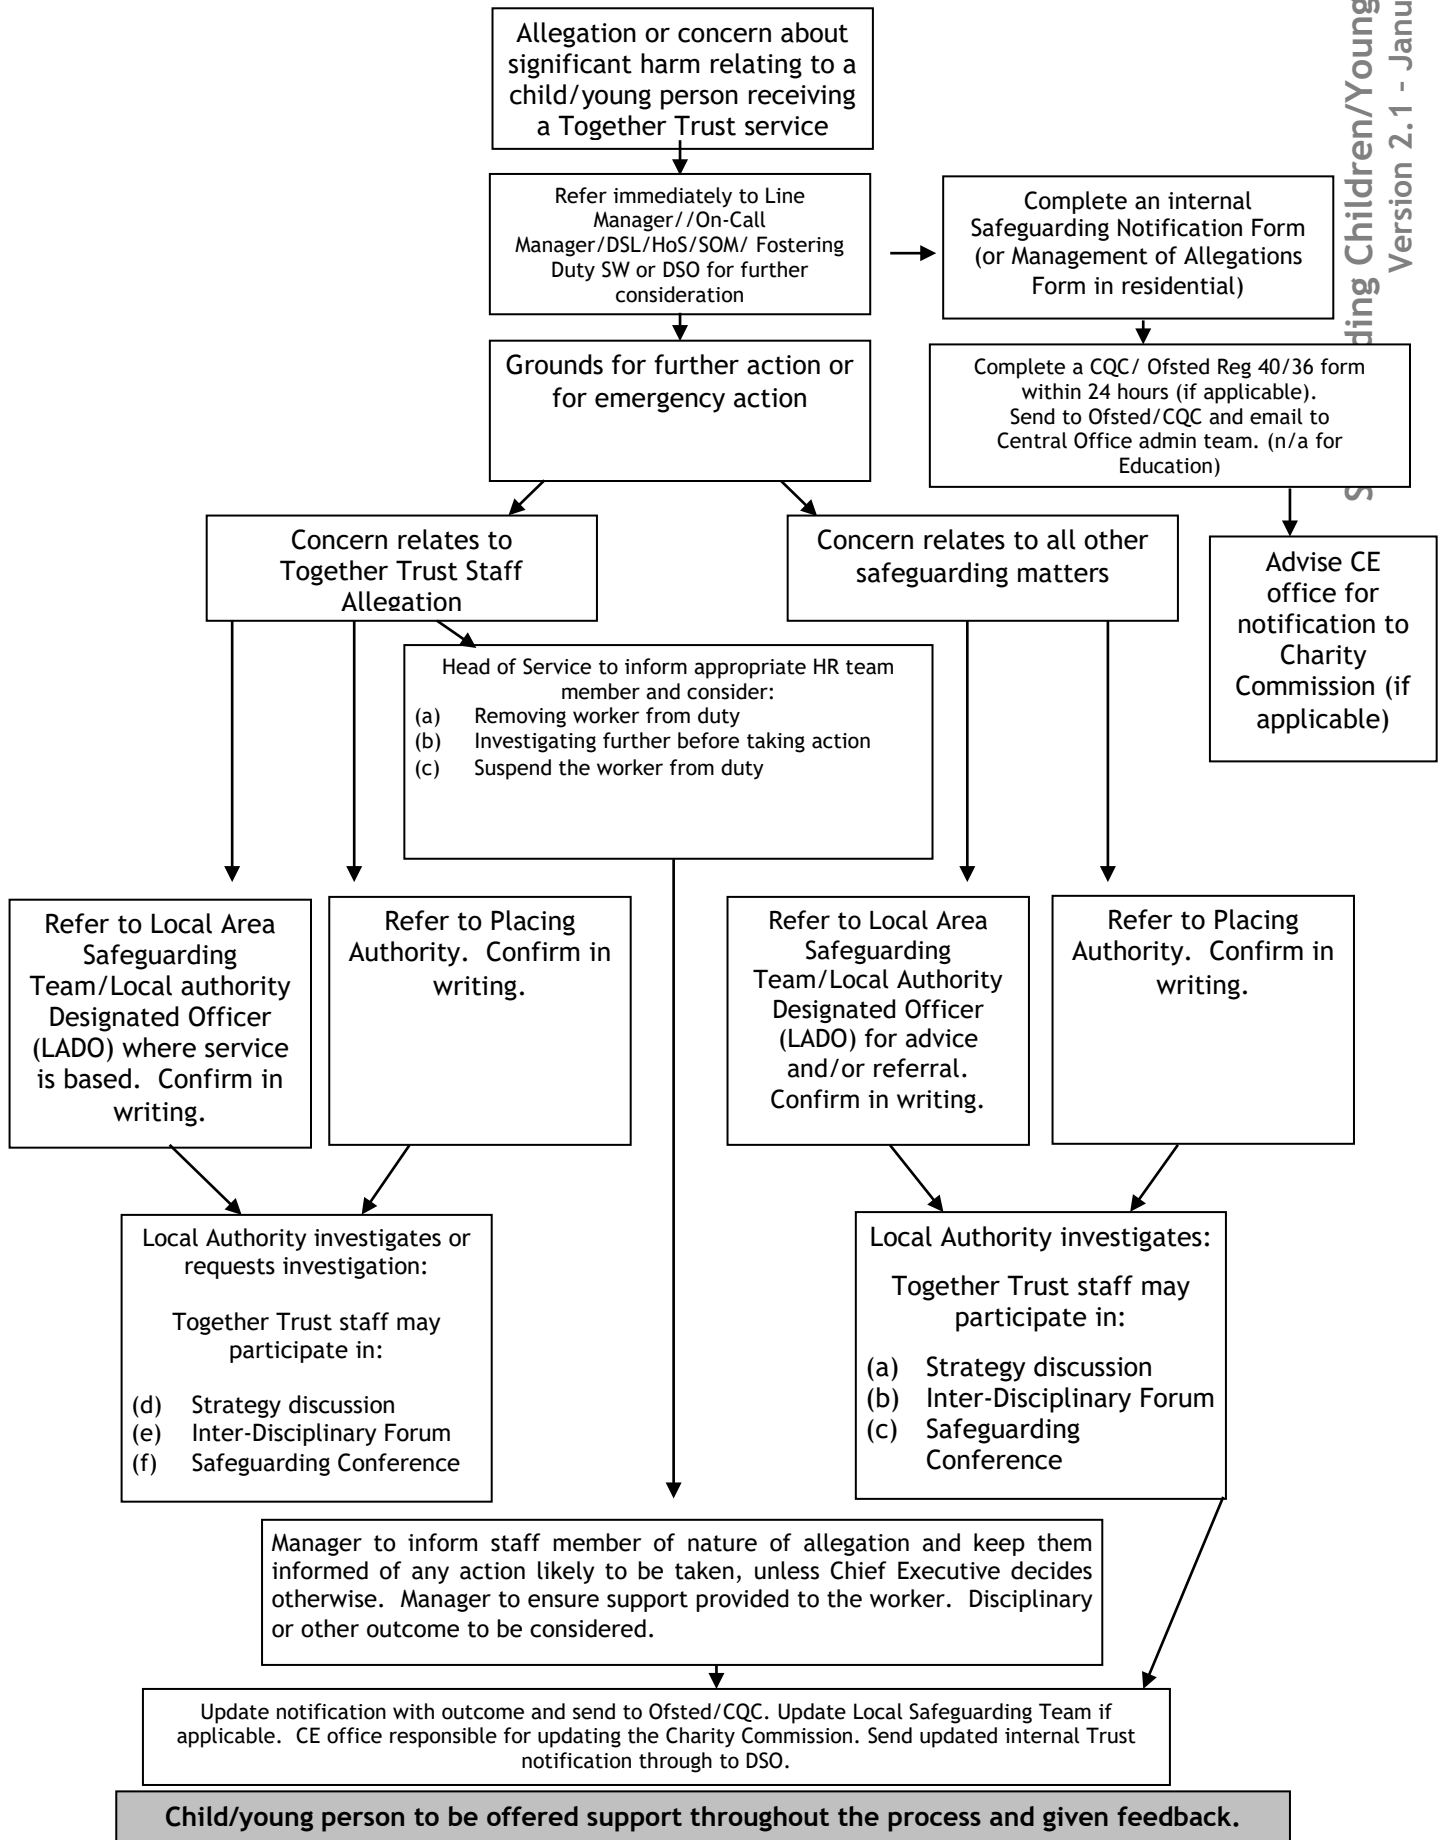 Allegation or concern about
significant harm relating to a
child/young person receiving
a Together Trust service
Refer immediately to Line
Manager//On-Call
Manager/DSL/HoS/SOM/ Fostering
Duty SW or DSO for further
consideration
Complete an internal
Safeguarding Notification Form
(or Management of Allegations
Form in residential)
Grounds for further action or
for emergency action
Complete a CQC/ Ofsted Reg 40/36 form
within 24 hours (if applicable).
Send to Ofsted/CQC and email to
Central Office admin team. (n/a for
Education)
Concern relates to
Together Trust Staff
Allegation
Concern relates to all other
safeguarding matters
Advise CE
office for
notification to
Charity
Commission (if
applicable)
Head of Service to inform appropriate HR team
member and consider:
(a) Removing worker from duty
(b) Investigating further before taking action
(c) Suspend the worker from duty
Refer to Local Area
Safeguarding
Team/Local authority
Designated Officer
(LADO) where service
is based. Confirm in
writing.
Refer to Placing
Authority. Confirm in
writing.
Refer to Local Area
Safeguarding
Team/Local Authority
Designated Officer
(LADO) for advice
and/or referral.
Confirm in writing.
Refer to Placing
Authority. Confirm in
writing.
Local Authority investigates or
requests investigation:
Together Trust staff may
participate in:
(d) Strategy discussion
(e) Inter-Disciplinary Forum
(f) Safeguarding Conference
Local Authority investigates:
Together Trust staff may
participate in:
(a) Strategy discussion
(b) Inter-Disciplinary Forum
(c) Safeguarding
Conference
Manager to inform staff member of nature of allegation and keep them
informed of any action likely to be taken, unless Chief Executive decides
otherwise. Manager to ensure support provided to the worker. Disciplinary
or other outcome to be considered.
Update notification with outcome and send to Ofsted/CQC. Update Local Safeguarding Team if
applicable. CE office responsible for updating the Charity Commission. Send updated internal Trust
notification through to DSO.
Child/young person to be offered support throughout the process and given feedback.
Children/Young
Version 2.1 - Janu